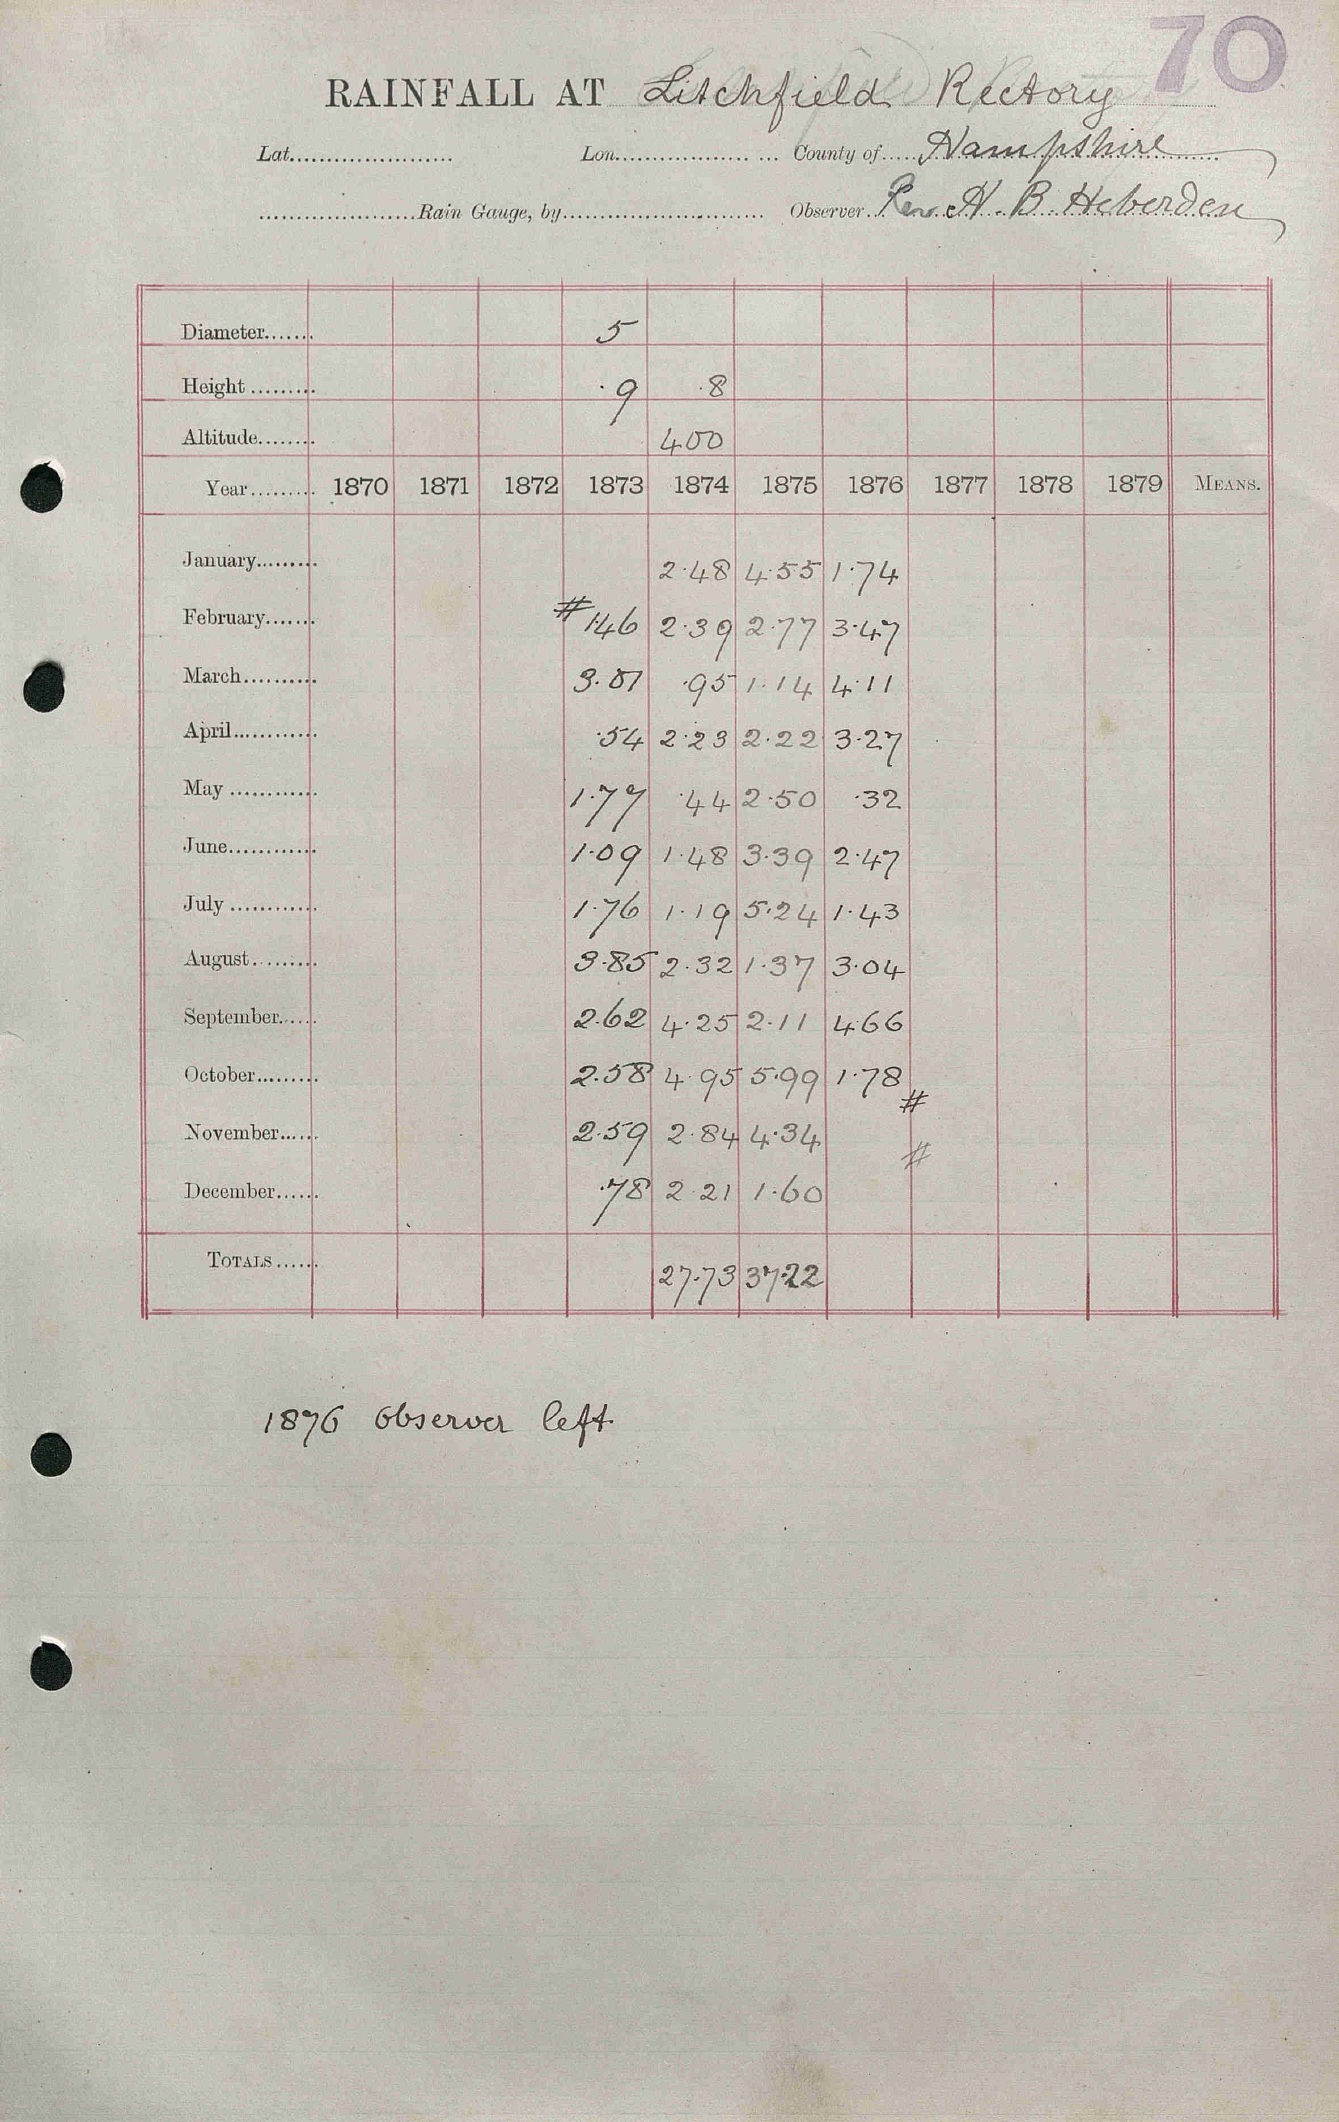 70
RAINFALL AT Litchfield Rectory
Lat. Lon. County of Hampshire
Rain Gauge, by Observer Rev. H. B. Heberden
Diameter 5
Height .9 .8
Altitude 400
Year 1870 1871 1872 1873 1874 1875 1876 1877 1878 1879 MEANS.
January 2.48 4.55 1.74
February # 1.46 2.39 2.77 3.47
March 3.01 .95 1.14 4.11
April .54 2.23 2.22 3.27
May 1.77 .44 2.50 .32
June 1.09 1.48 3.39 2.47
July 1.76 1.19 5.24 1.43
August 3.85 2.32 1.37 3.04
September 2.62 4.25 2.11 4.66
October 2.58 4.95 5.99 1.78 #
November 2.59 2.84 4.34 #
December .78 2.21 1.60
TOTALS 27.73 37.22
1876 Observer left